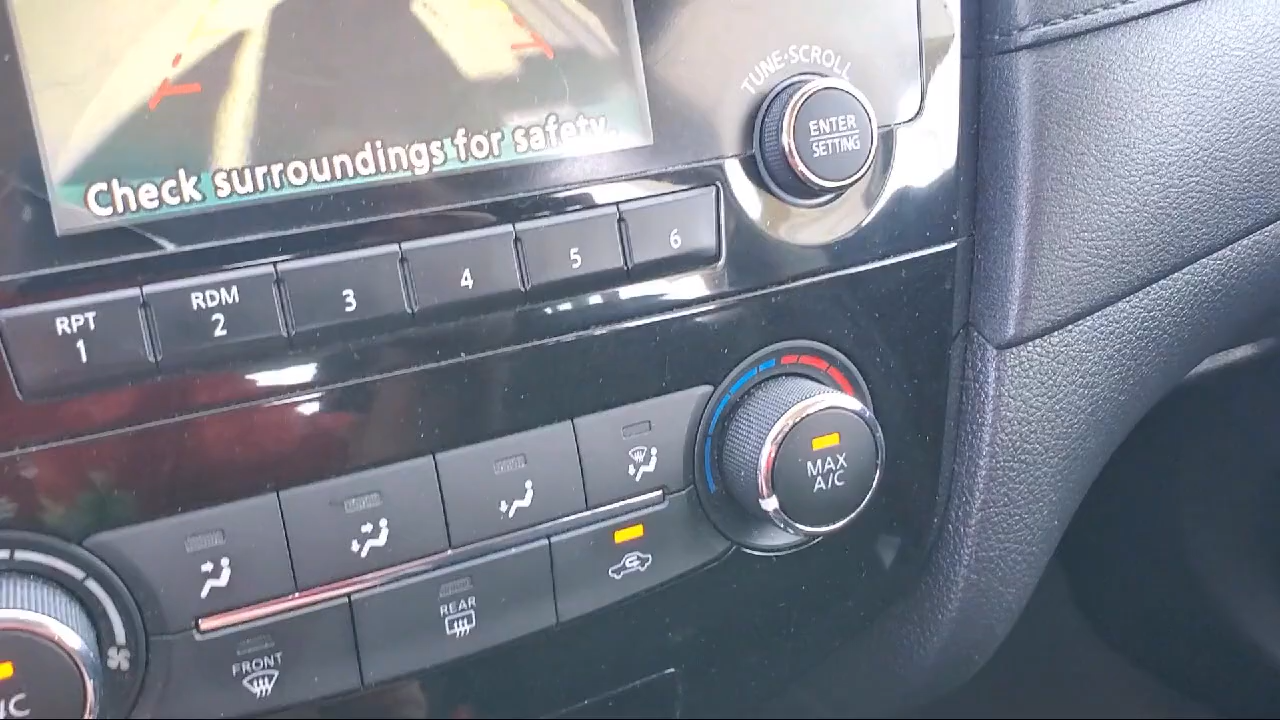 Check surroundings for safety.
TUNE·SCROLL
ENTER
SETTING
RPT
1
RDM
2
3
4
5
6
MAX
A/C
REAR
FRONT